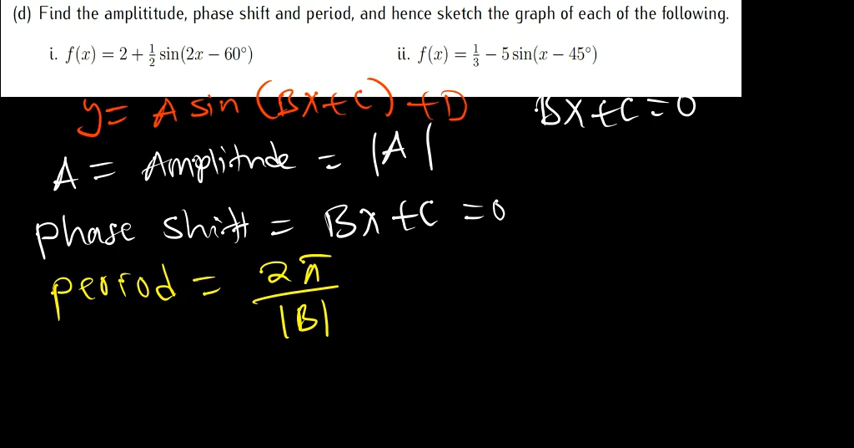 (d) Find the amplititude, phase shift and period, and hence sketch the graph of each of the following.
i. f(x) = 2 + 1/2 sin(2x − 60°)    ii. f(x) = 1/3 − 5 sin(x − 45°)
y = A sin (Bx + C) + D    Bx + C = 0
A = Amplitude = |A|
phase shift = Bx + C = 0
period = 2π/|B|